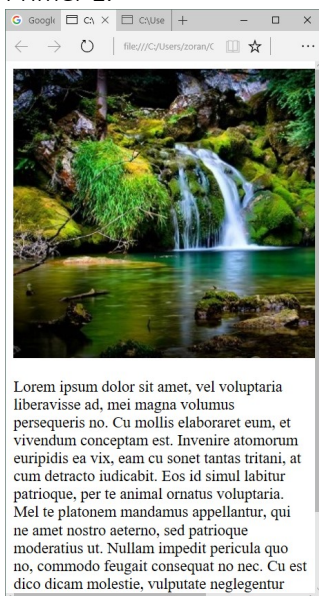 Google
C:\
C:\Use
file:///C:/Users/zoran/
Lorem ipsum dolor sit amet, vel voluptaria
liberavisse ad, mei magna volumus
persequeris no. Cu mollis elaboraret eum, et
vivendum conceptam est. Invenire atomorum
euripidis ea vix, eam cu sonet tantas tritani, at
cum detracto iudicabit. Eos id simul labitur
patrioque, per te animal ornatus voluptaria.
Mel te platonem mandamus appellantur, qui
ne amet nostro aeterno, sed patrioque
moderatius ut. Nullam impedit pericula quo
no, commodo feugait consequat no nec. Cu est
dico dicam molestie, vulputate neglegentur